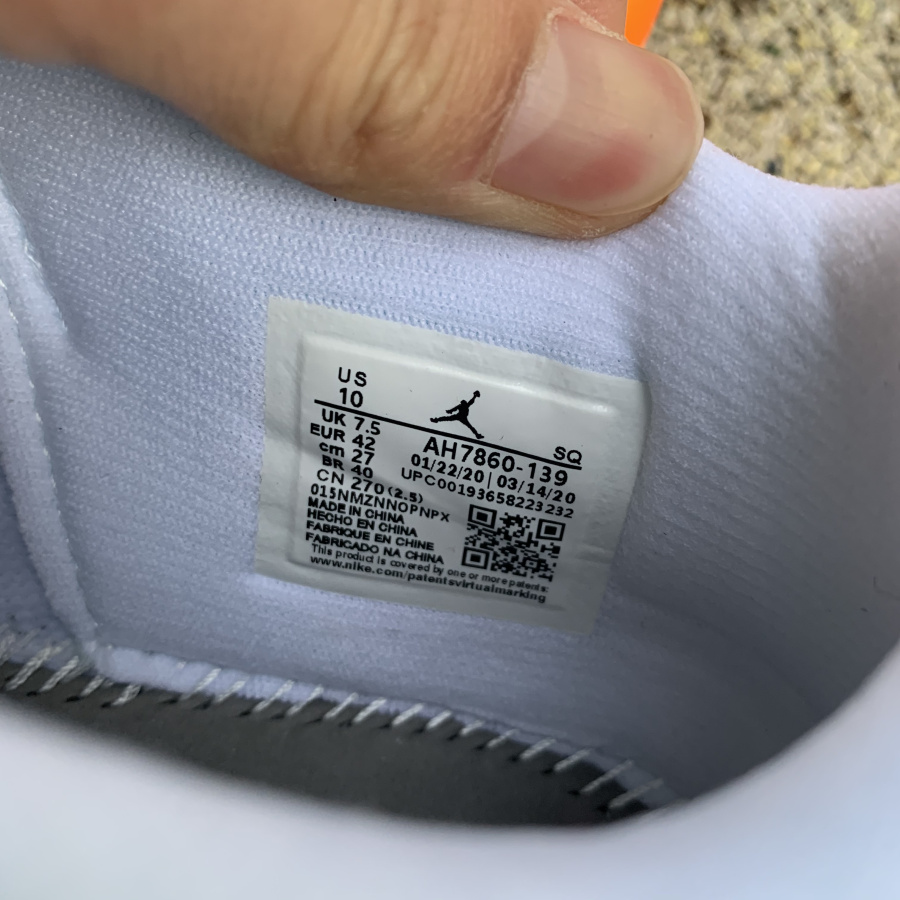 US
10
SQ
UK 7.5
EUR 42
cm 27
BR 40
CN 270(2.5)
AH7860-139
01/22/20 | 03/14/20
UPC00193658223232
015NMZNNOPNPX
MADE IN CHINA
HECHO EN CHINA
FABRIQUE EN CHINE
FABRICADO NA CHINA
This product is covered by one or more patents:
www.nike.com/patentsvirtualmarking